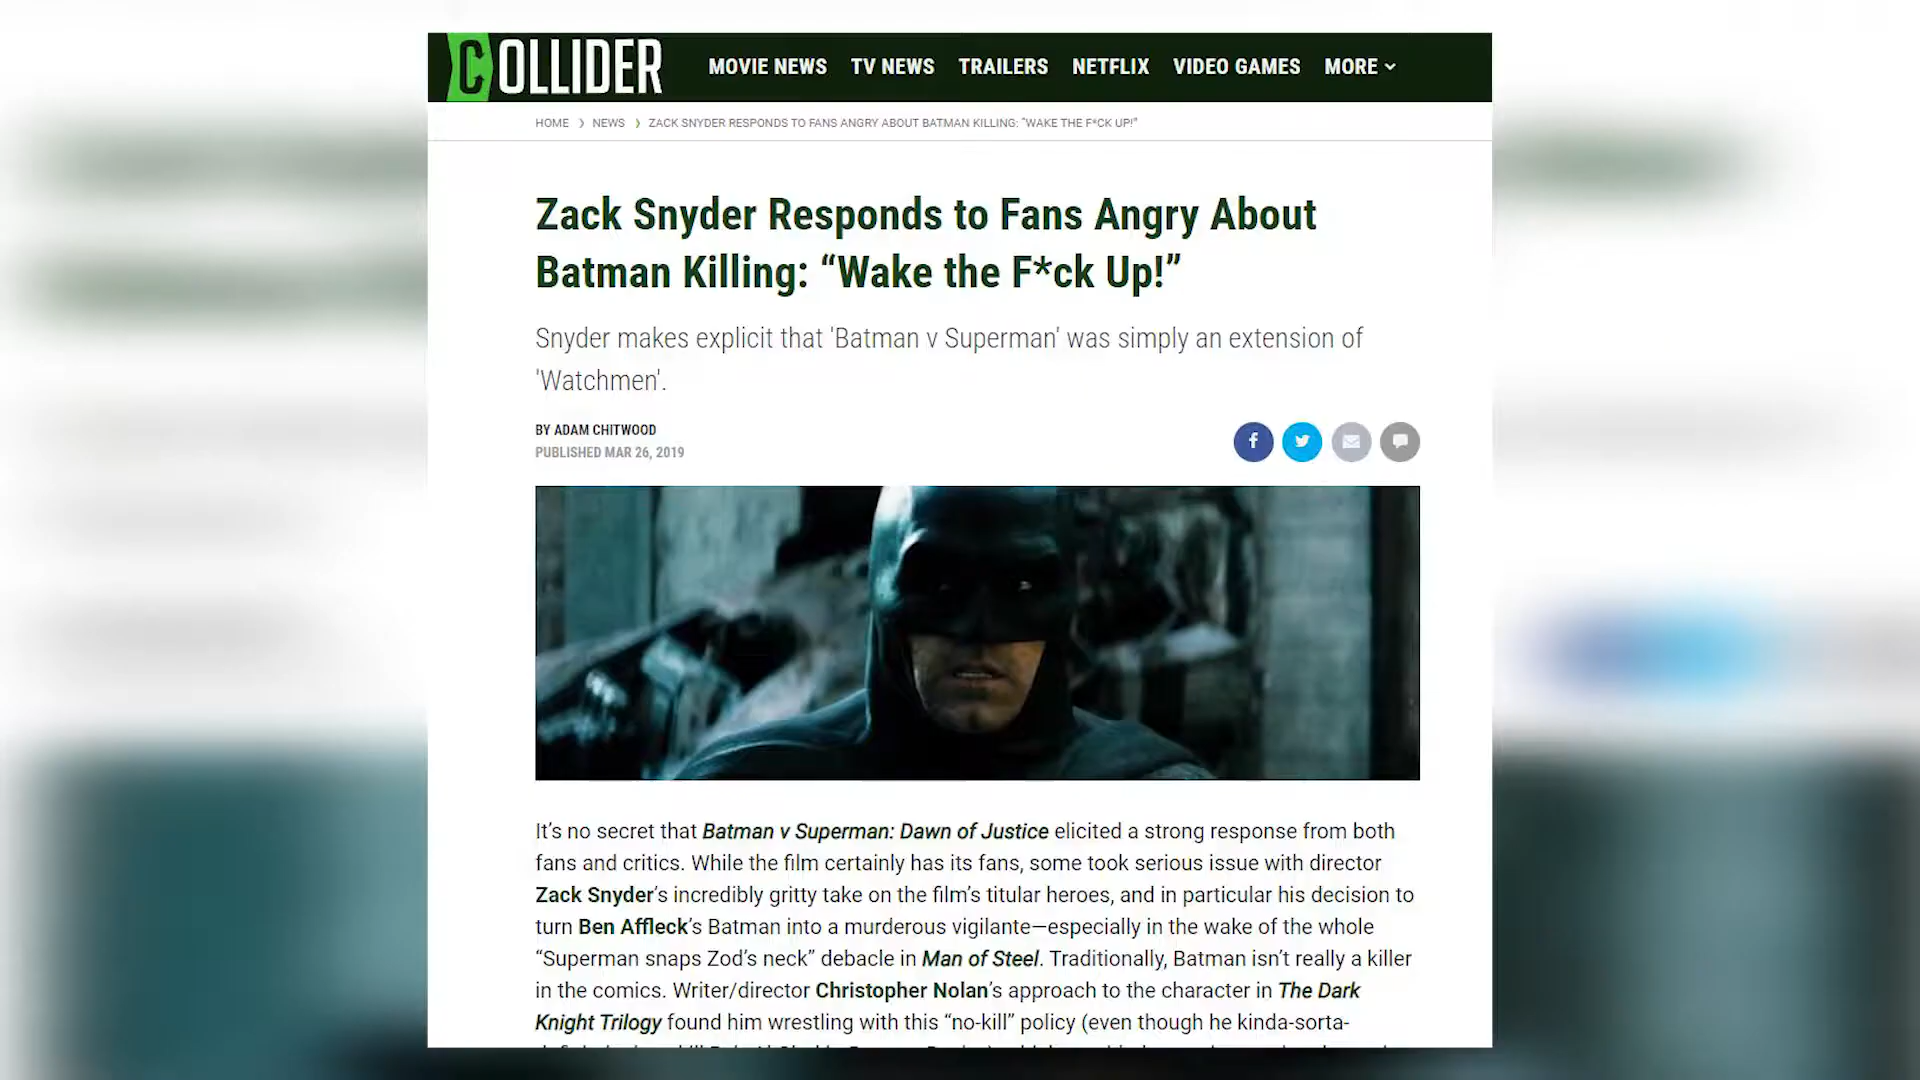 COLLIDER MOVIE NEWS TV NEWS TRAILERS NETFLIX VIDEO GAMES MORE
HOME > NEWS > ZACK SNYDER RESPONDS TO FANS ANGRY ABOUT BATMAN KILLING: “WAKE THE F*CK UP!”
Zack Snyder Responds to Fans Angry About
Batman Killing: “Wake the F*ck Up!”
Snyder makes explicit that 'Batman v Superman' was simply an extension of
'Watchmen'.
BY ADAM CHITWOOD
PUBLISHED MAR 26, 2019
It’s no secret that Batman v Superman: Dawn of Justice elicited a strong response from both
fans and critics. While the film certainly has its fans, some took serious issue with director
Zack Snyder’s incredibly gritty take on the film’s titular heroes, and in particular his decision to
turn Ben Affleck’s Batman into a murderous vigilante—especially in the wake of the whole
“Superman snaps Zod’s neck” debacle in Man of Steel. Traditionally, Batman isn’t really a killer
in the comics. Writer/director Christopher Nolan’s approach to the character in The Dark
Knight Trilogy found him wrestling with this “no-kill” policy (even though he kinda-sorta-